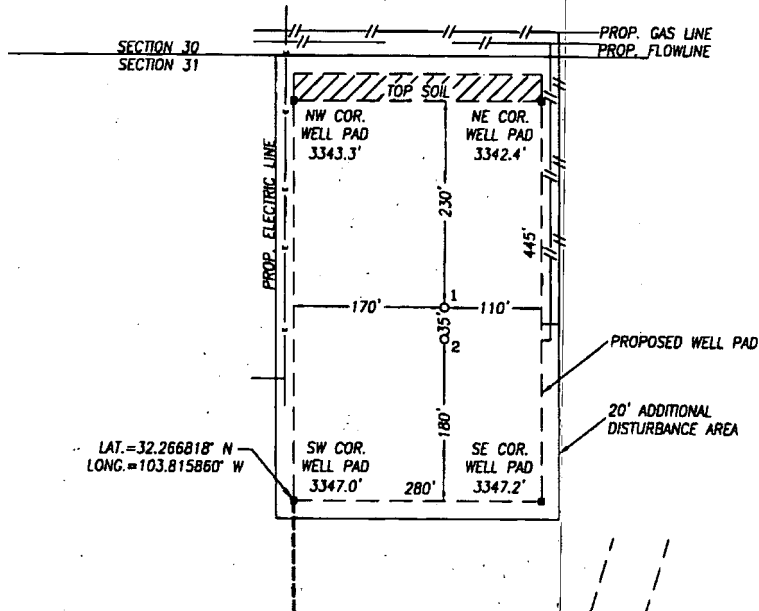 PROP. GAS LINE
SECTION 30
PROP. FLOWLINE
SECTION 31
TOP SOIL
NW COR.
WELL PAD
3343.3'
NE COR.
WELL PAD
3342.4'
PROP. ELECTRIC LINE
230'
445'
170'
1
110'
35'
2
PROPOSED WELL PAD
180'
20' ADDITIONAL
DISTURBANCE AREA
LAT.=32.266818° N
LONG.=103.815860° W
SW COR.
WELL PAD
3347.0'
280'
SE COR.
WELL PAD
3347.2'